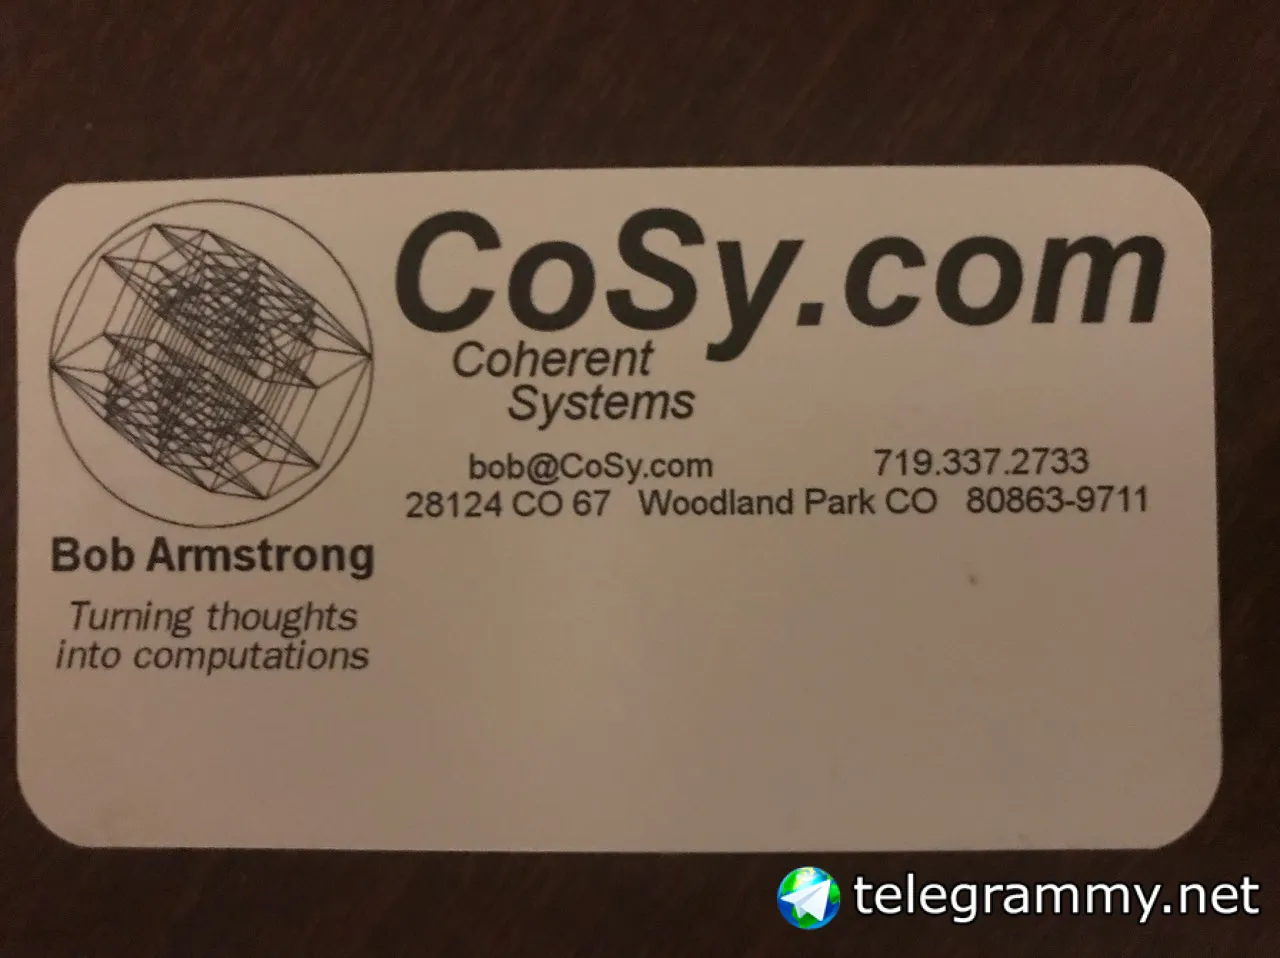 CoSy.com
Coherent
Systems
bob@CoSy.com 719.337.2733
28124 CO 67 Woodland Park CO 80863-9711
Bob Armstrong
Turning thoughts
into computations
telegrammy.net